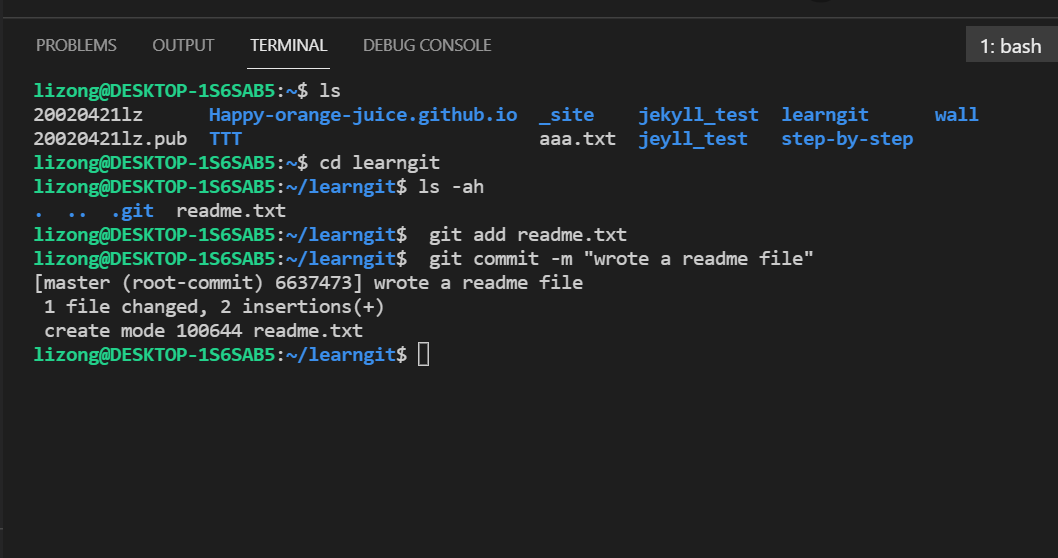 PROBLEMS OUTPUT TERMINAL DEBUG CONSOLE 1: bash
lizong@DESKTOP-1S6SAB5:~$ ls
20020421lz Happy-orange-juice.github.io _site jekyll_test learngit wall
20020421lz.pub TTT aaa.txt jeyll_test step-by-step
lizong@DESKTOP-1S6SAB5:~$ cd learngit
lizong@DESKTOP-1S6SAB5:~/learngit$ ls -ah
. .. .git readme.txt
lizong@DESKTOP-1S6SAB5:~/learngit$ git add readme.txt
lizong@DESKTOP-1S6SAB5:~/learngit$ git commit -m "wrote a readme file"
[master (root-commit) 6637473] wrote a readme file
1 file changed, 2 insertions(+)
create mode 100644 readme.txt
lizong@DESKTOP-1S6SAB5:~/learngit$